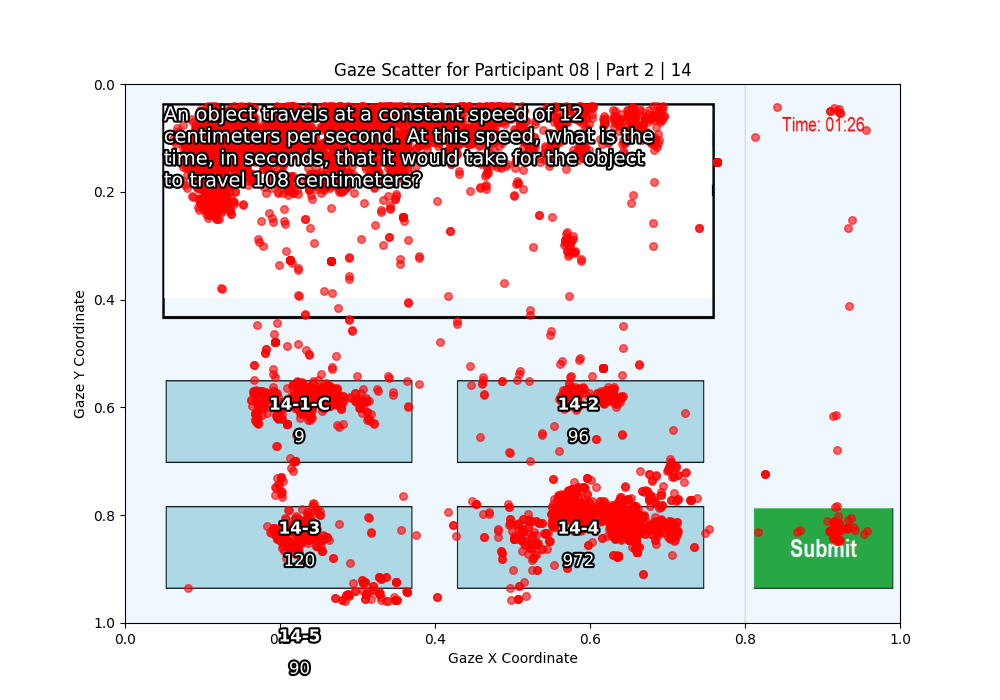 Gaze Scatter for Participant 08 | Part 2 | 14
An object travels at a constant speed of 12
centimeters per second. At this speed, what is the
time, in seconds, that it would take for the object
to travel 108 centimeters?
Time: 01:26
14-1-C
9
14-2
96
14-3
120
14-4
972
14-5
90
Submit
Gaze Y Coordinate
0.0
0.2
0.4
0.6
0.8
1.0
0.0
0.2
0.4
0.6
0.8
1.0
Gaze X Coordinate